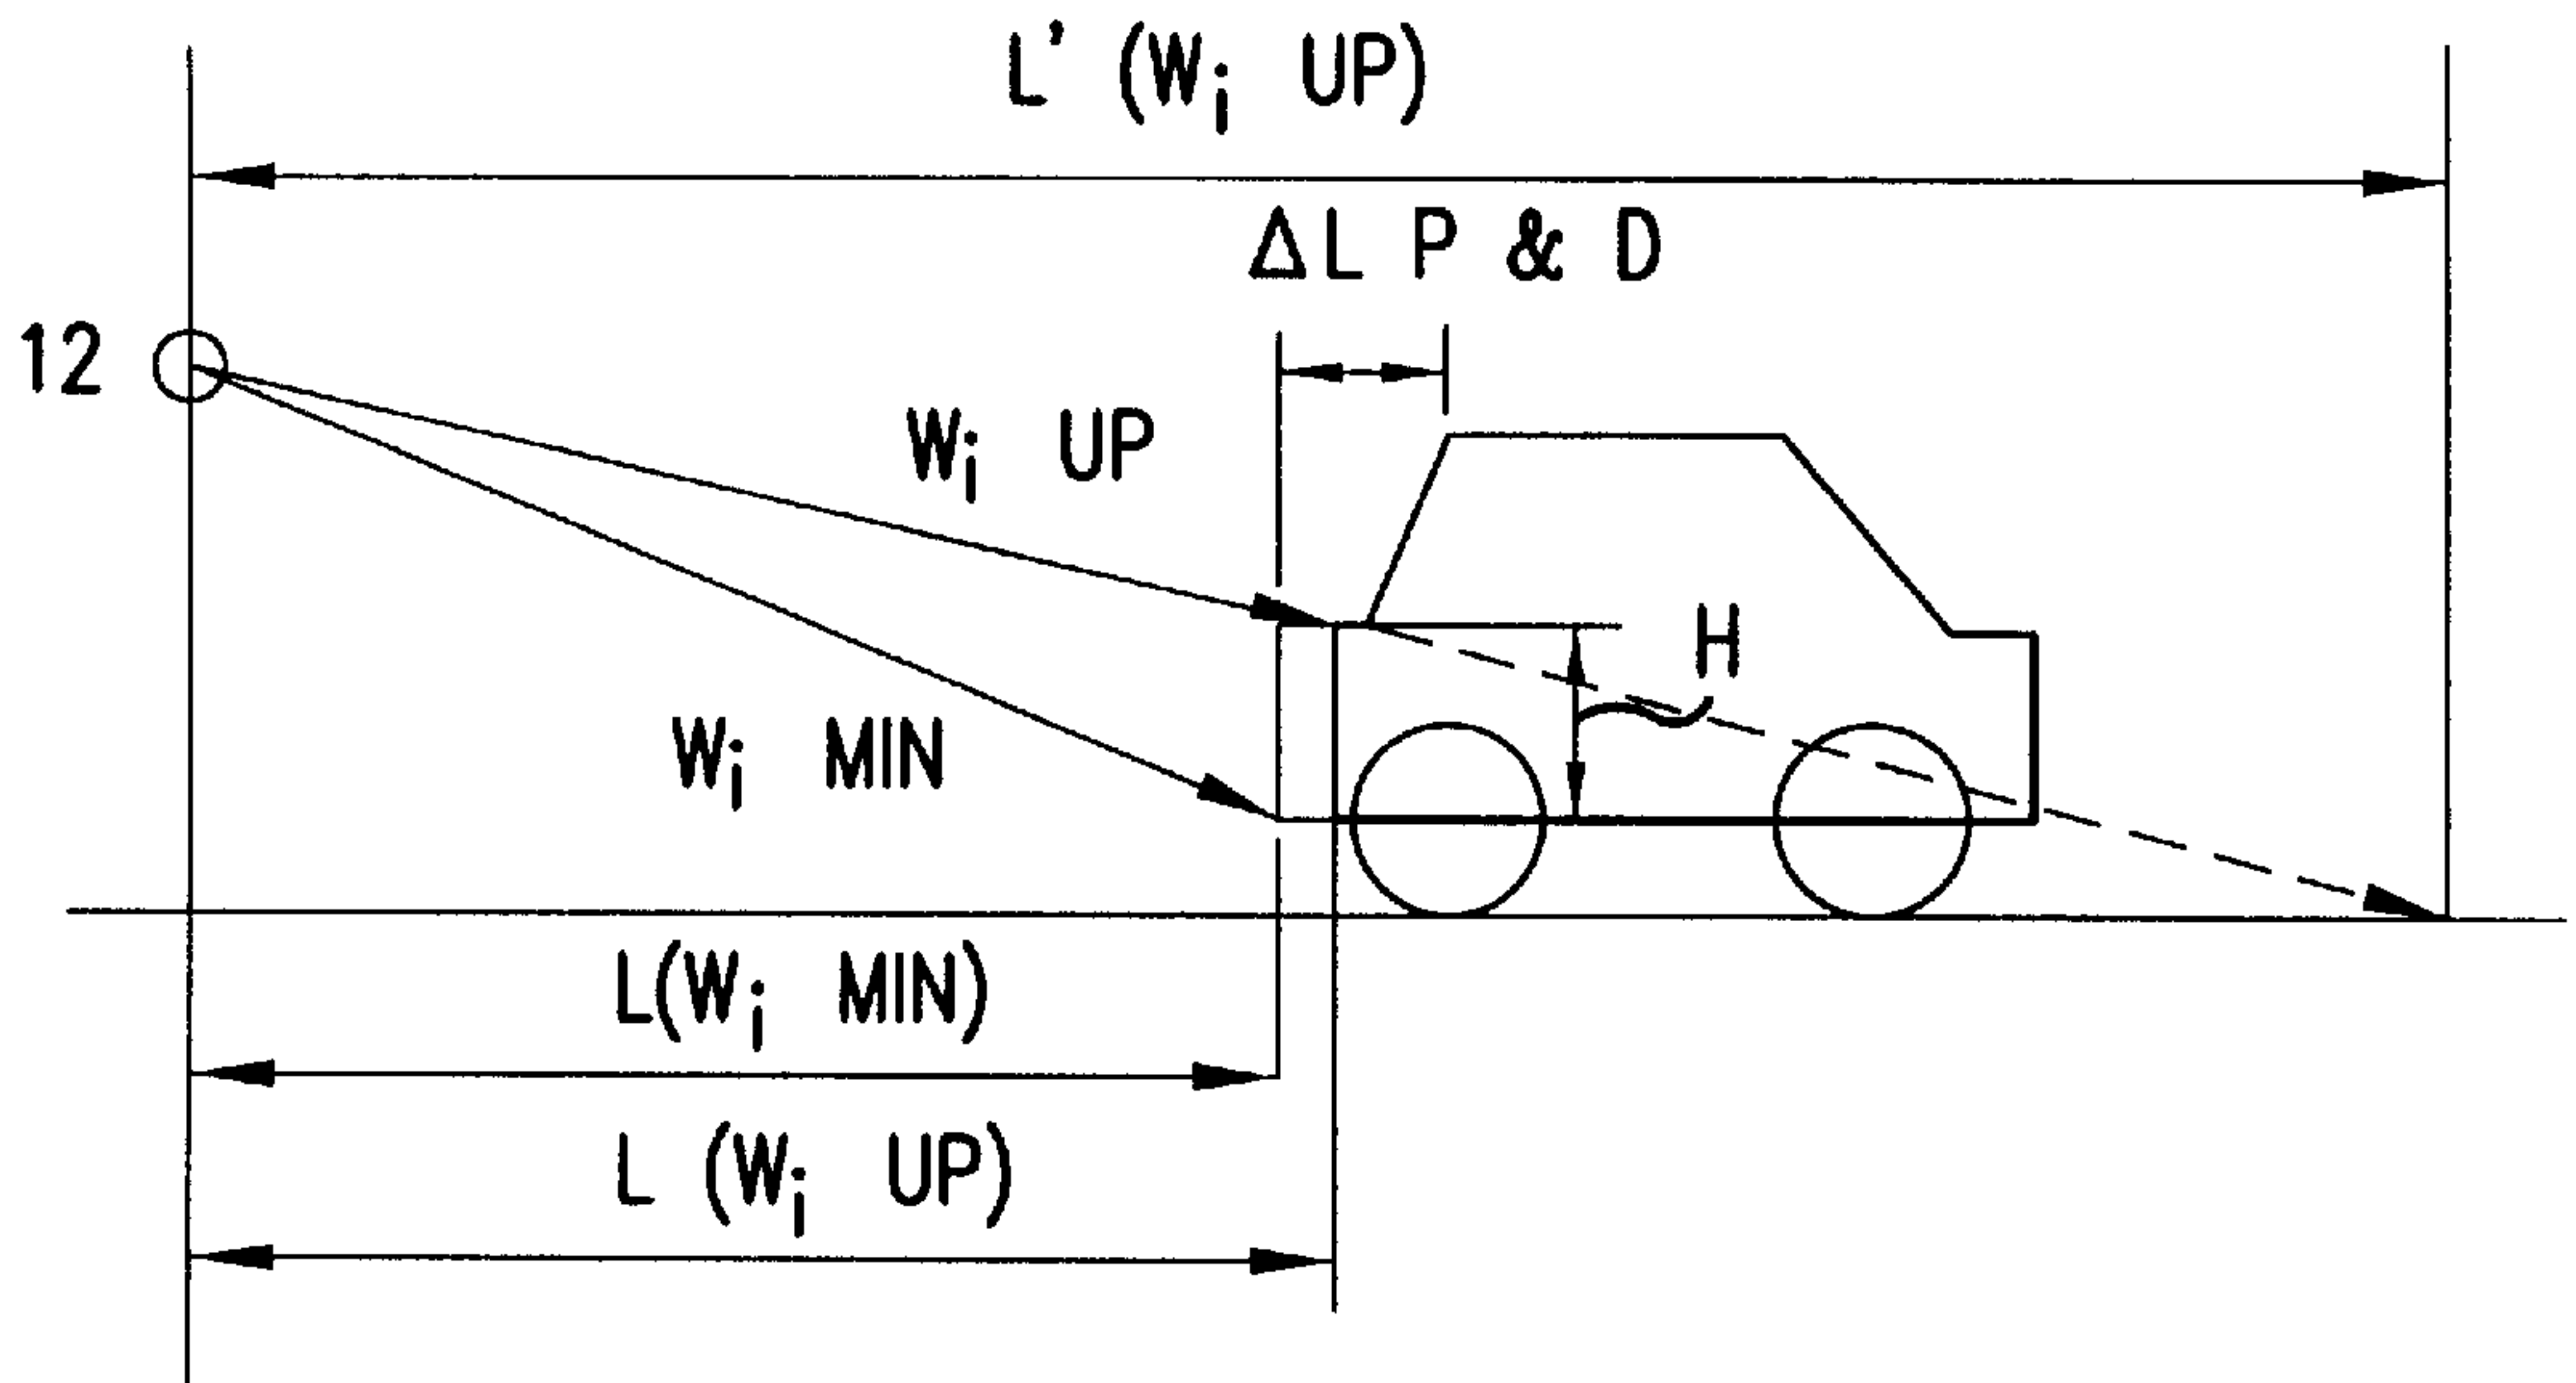 L' (Wi UP)
ΔL P & D
12
Wi UP
H
Wi MIN
L(Wi MIN)
L (Wi UP)